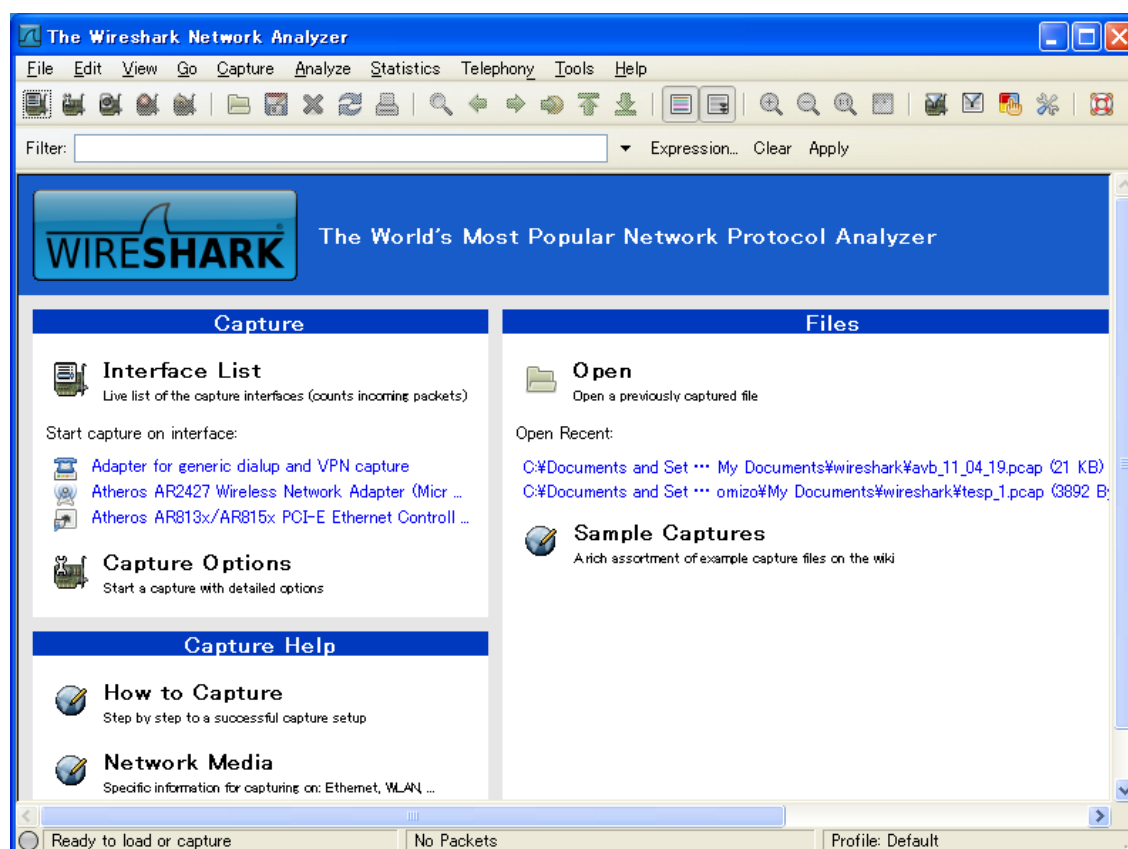 The Wireshark Network Analyzer
File Edit View Go Capture Analyze Statistics Telephony Tools Help
Filter: Expression... Clear Apply
WIRESHARK The World's Most Popular Network Protocol Analyzer
Capture
Interface List
Live list of the capture interfaces (counts incoming packets)
Start capture on interface:
Adapter for generic dialup and VPN capture
Atheros AR2427 Wireless Network Adapter (Micr ...
Atheros AR813x/AR815x PCI-E Ethernet Controll ...
Capture Options
Start a capture with detailed options
Capture Help
How to Capture
Step by step to a successful capture setup
Network Media
Specific information for capturing on: Ethernet, WLAN, ...
Files
Open
Open a previously captured file
Open Recent:
C:¥Documents and Set ··· My Documents¥wireshark¥avb_11_04_19.pcap (21 KB)
C:¥Documents and Set ··· omizo¥My Documents¥wireshark¥tesp_1.pcap (3892 By
Sample Captures
A rich assortment of example capture files on the wiki
Ready to load or capture No Packets Profile: Default